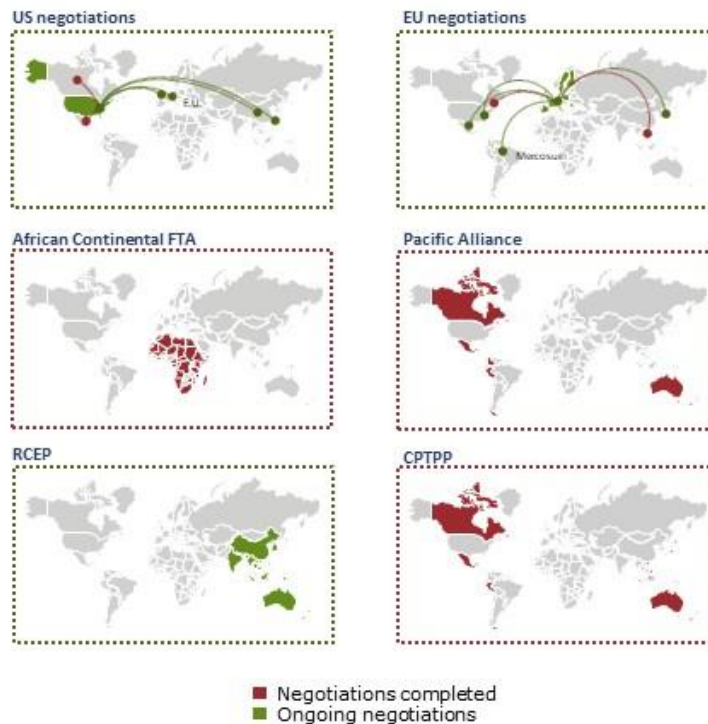 US negotiations
EU negotiations
E.U.
Mercosur
African Continental FTA
Pacific Alliance
RCEP
CPTPP
Negotiations completed
Ongoing negotiations